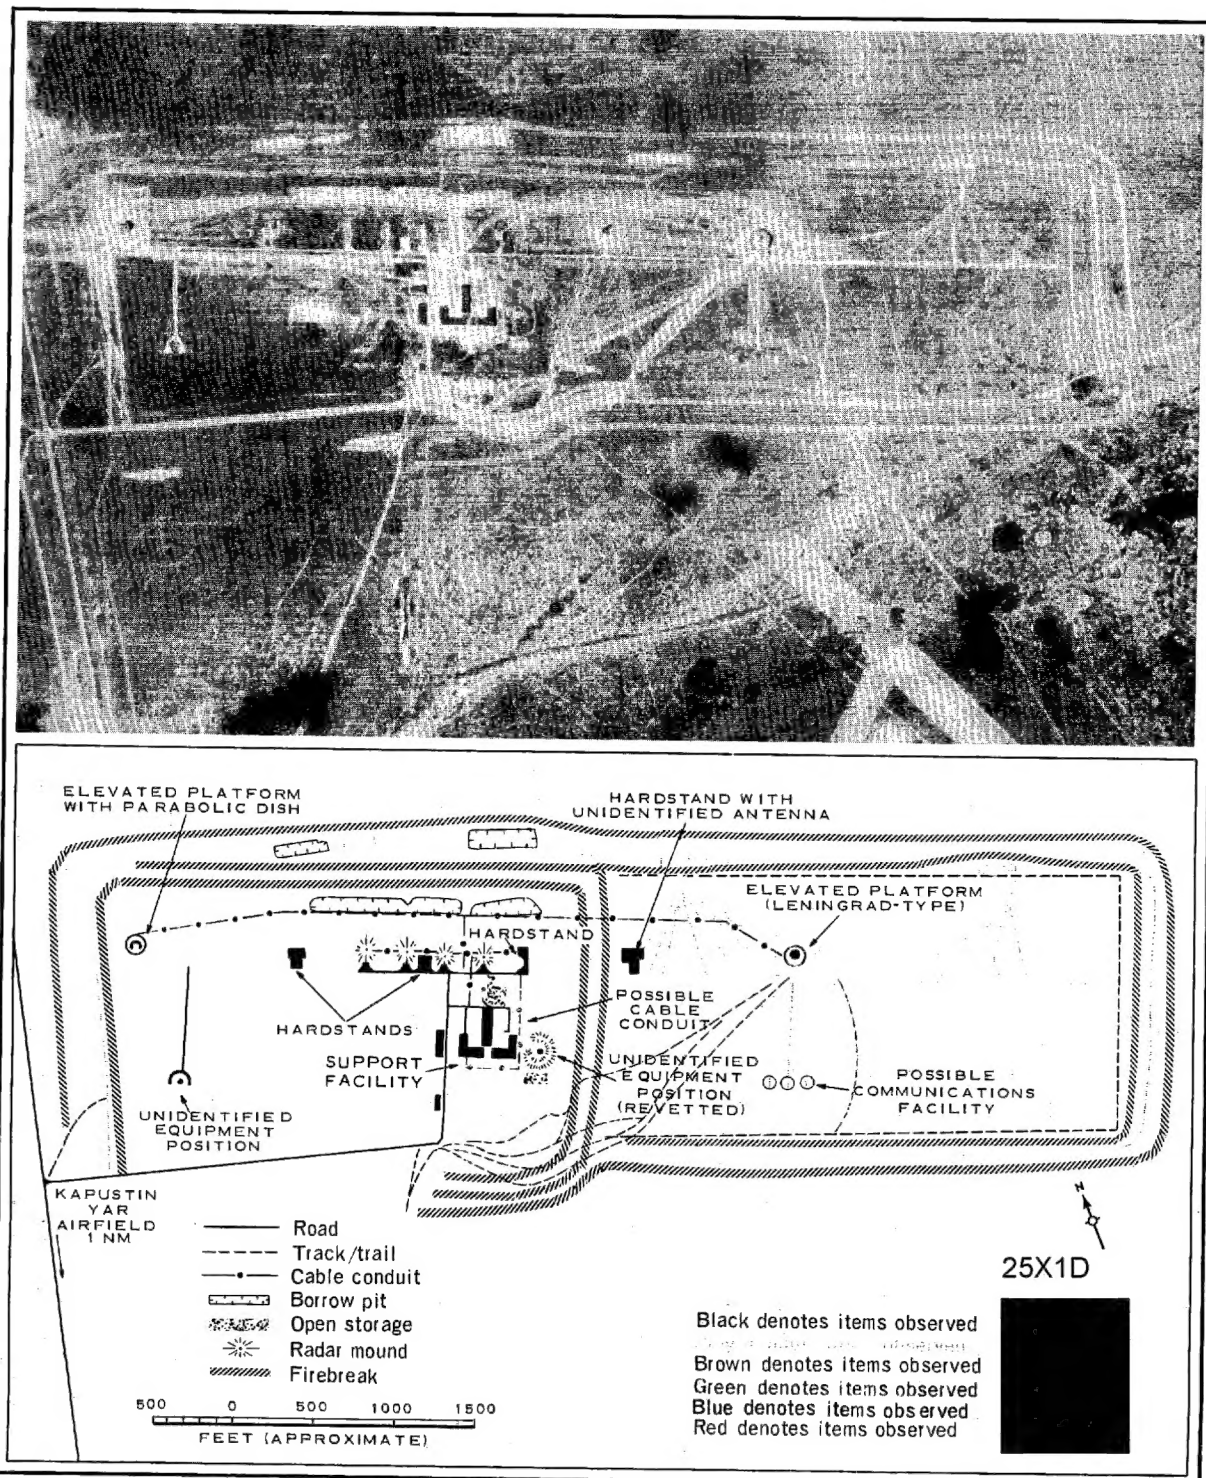 ELEVATED PLATFORM
WITH PARABOLIC DISH
HARDSTAND WITH
UNIDENTIFIED ANTENNA
ELEVATED PLATFORM
(LENINGRAD-TYPE)
HARDSTAND
HARDSTANDS
POSSIBLE
CABLE
CONDUIT
SUPPORT
FACILITY
UNIDENTIFIED
EQUIPMENT
POSITION
(REVETTED)
POSSIBLE
COMMUNICATIONS
FACILITY
UNIDENTIFIED
EQUIPMENT
POSITION
KAPUSTIN
YAR
AIRFIELD
1 NM
N
Road
Track/trail
Cable conduit
Borrow pit
Open storage
Radar mound
Firebreak
500 0 500 1000 1500
FEET (APPROXIMATE)
25X1D
Black denotes items observed
observed
Brown denotes items observed
Green denotes items observed
Blue denotes items observed
Red denotes items observed